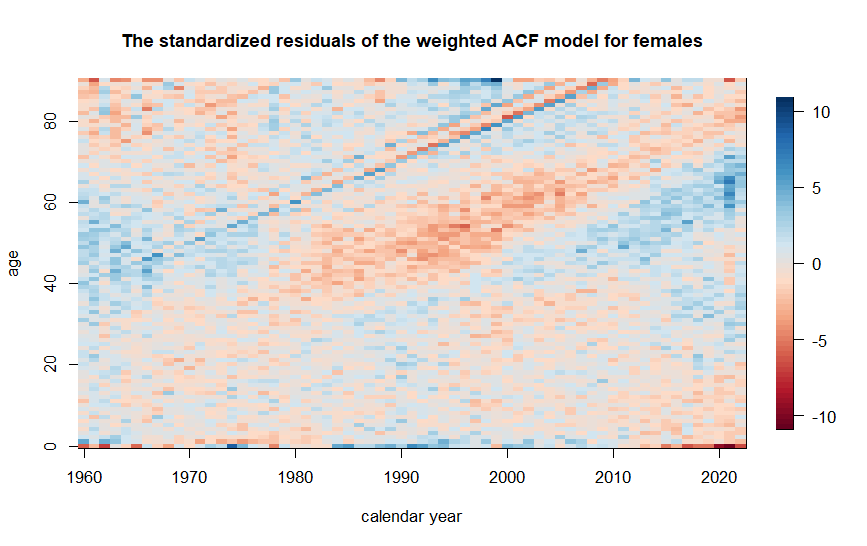 The standardized residuals of the weighted ACF model for females
80
60
40
20
0
age
1960 1970 1980 1990 2000 2010 2020
calendar year
10
5
0
-5
-10